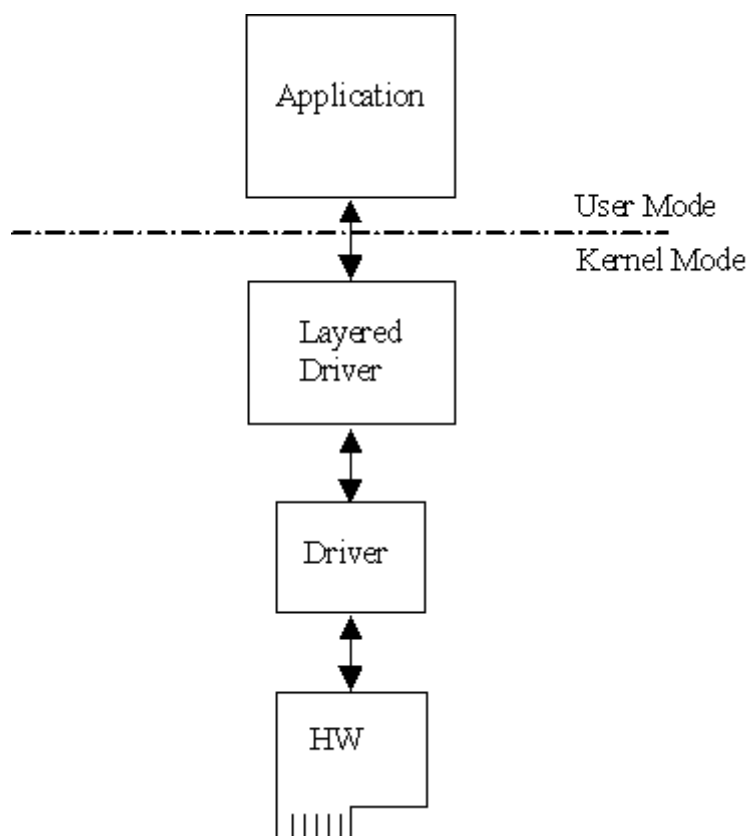 Application
User Mode
Kernel Mode
Layered
Driver
Driver
HW